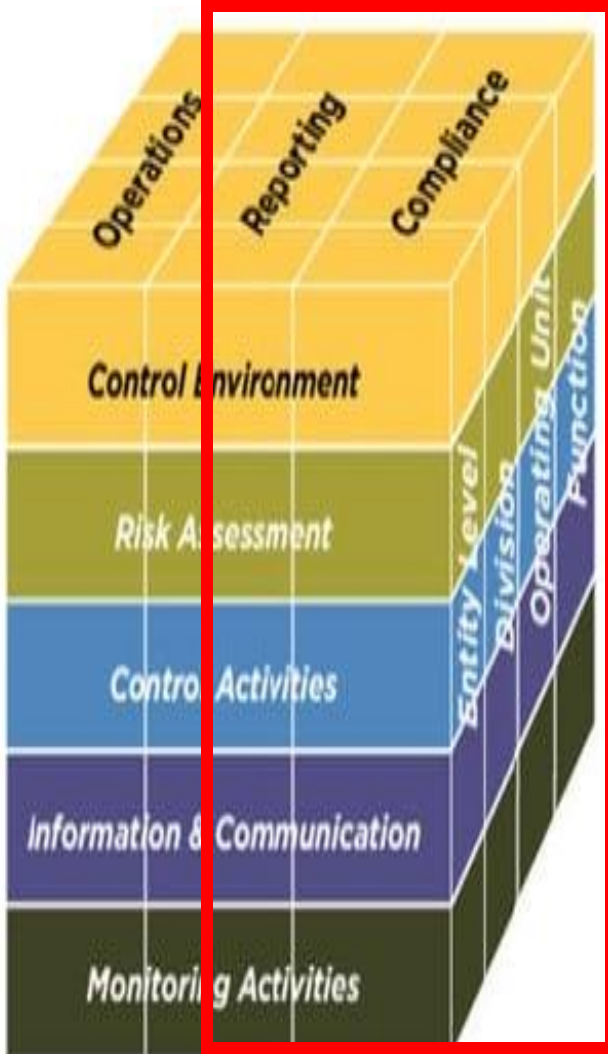 Operations
Reporting
Compliance
Control Environment
Risk Assessment
Control Activities
Information & Communication
Monitoring Activities
Entity Level
Division
Operating Unit
Function